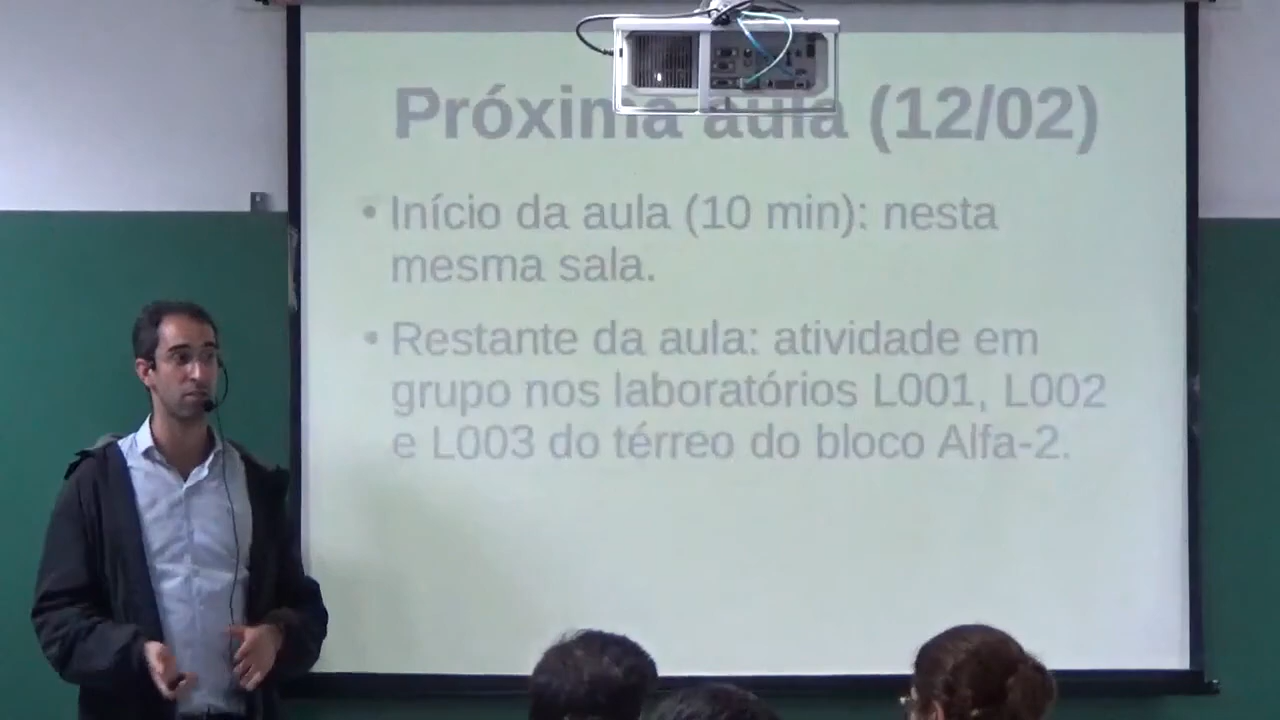 Próxima aula (12/02)
• Início da aula (10 min): nesta
mesma sala.
• Restante da aula: atividade em
grupo nos laboratórios L001, L002
e L003 do térreo do bloco Alfa-2.